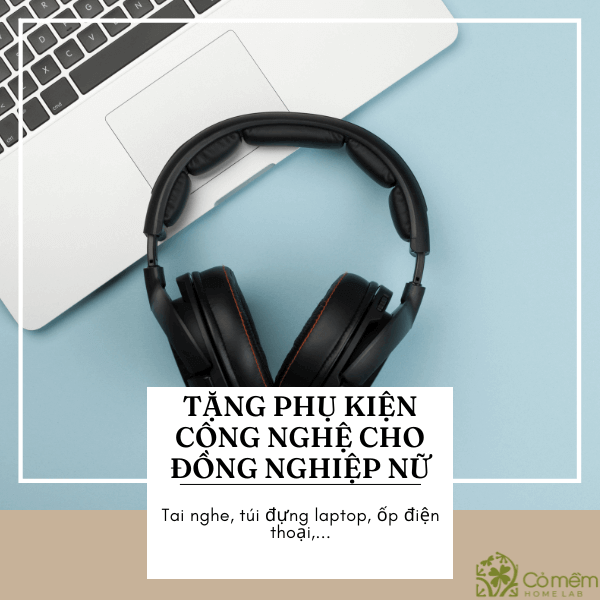 TẶNG PHỤ KIỆN
CÔNG NGHỆ CHO
ĐỒNG NGHIỆP NỮ
Tai nghe, túi đựng laptop, ốp điện
thoại,...
Cỏ mềm
HOME LAB